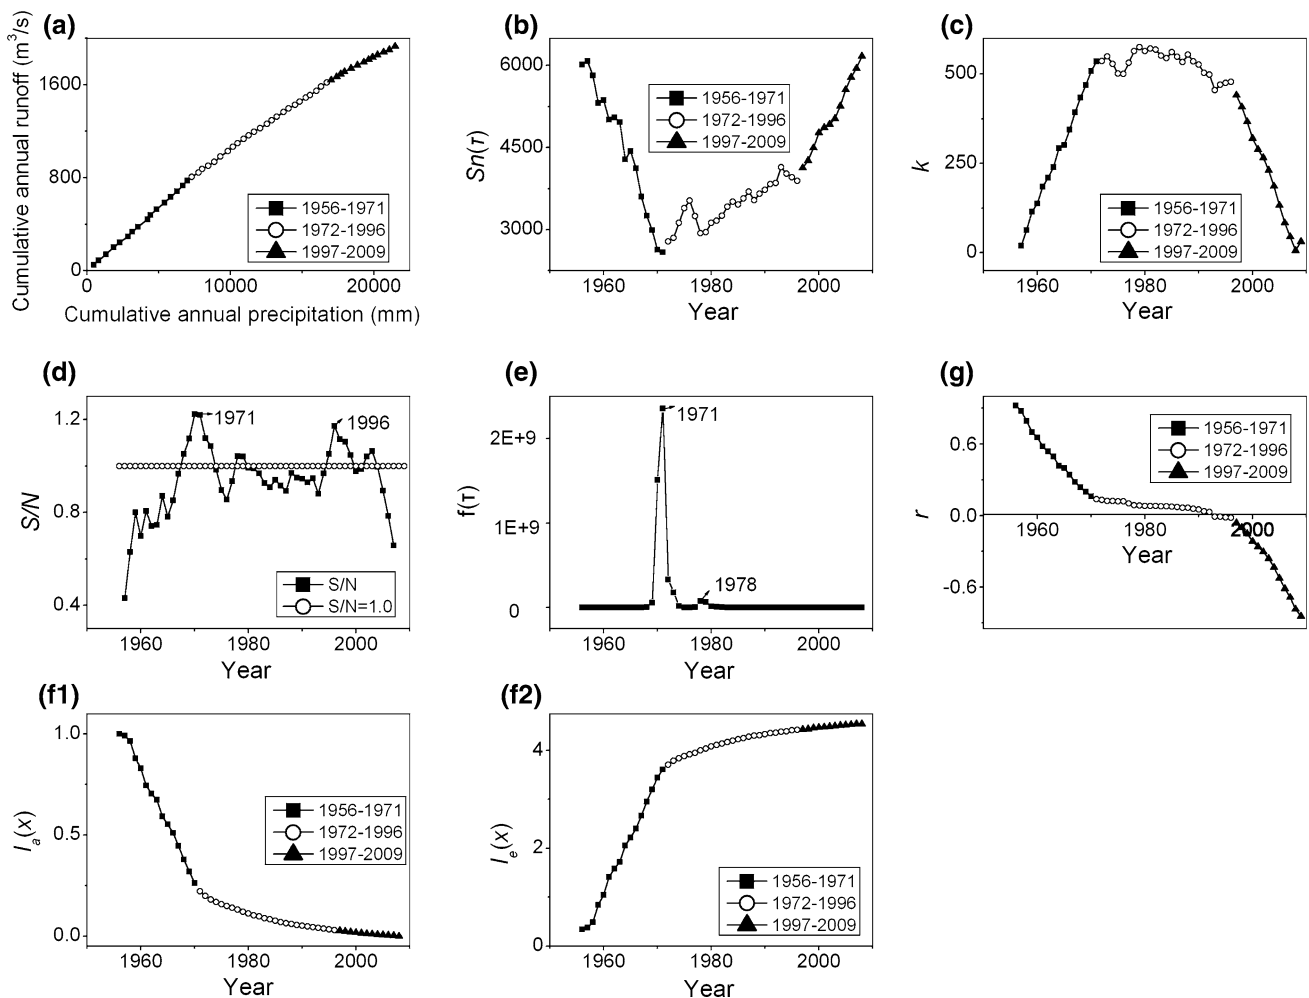 (a)
Cumulative annual runoff (m³/s)
1600
800
0
0 10000 20000
Cumulative annual precipitation (mm)
1956-1971
1972-1996
1997-2009
(b)
Sn(τ)
6000
4500
3000
1960 1980 2000
Year
1956-1971
1972-1996
1997-2009
(c)
k
500
250
0
1960 1980 2000
Year
1956-1971
1972-1996
1997-2009
(d)
S/N
1.2
0.8
0.4
1960 1980 2000
Year
1971
1996
S/N
S/N=1.0
(e)
f(τ)
2E+9
1E+9
0
1960 1980 2000
Year
1971
1978
(g)
r
0.6
0.0
-0.6
1960 1980 2000
Year
1956-1971
1972-1996
1997-2009
(f1)
Iₐ(x)
1.0
0.5
0.0
1960 1980 2000
Year
1956-1971
1972-1996
1997-2009
(f2)
Iₑ(x)
4
2
0
1960 1980 2000
Year
1956-1971
1972-1996
1997-2009